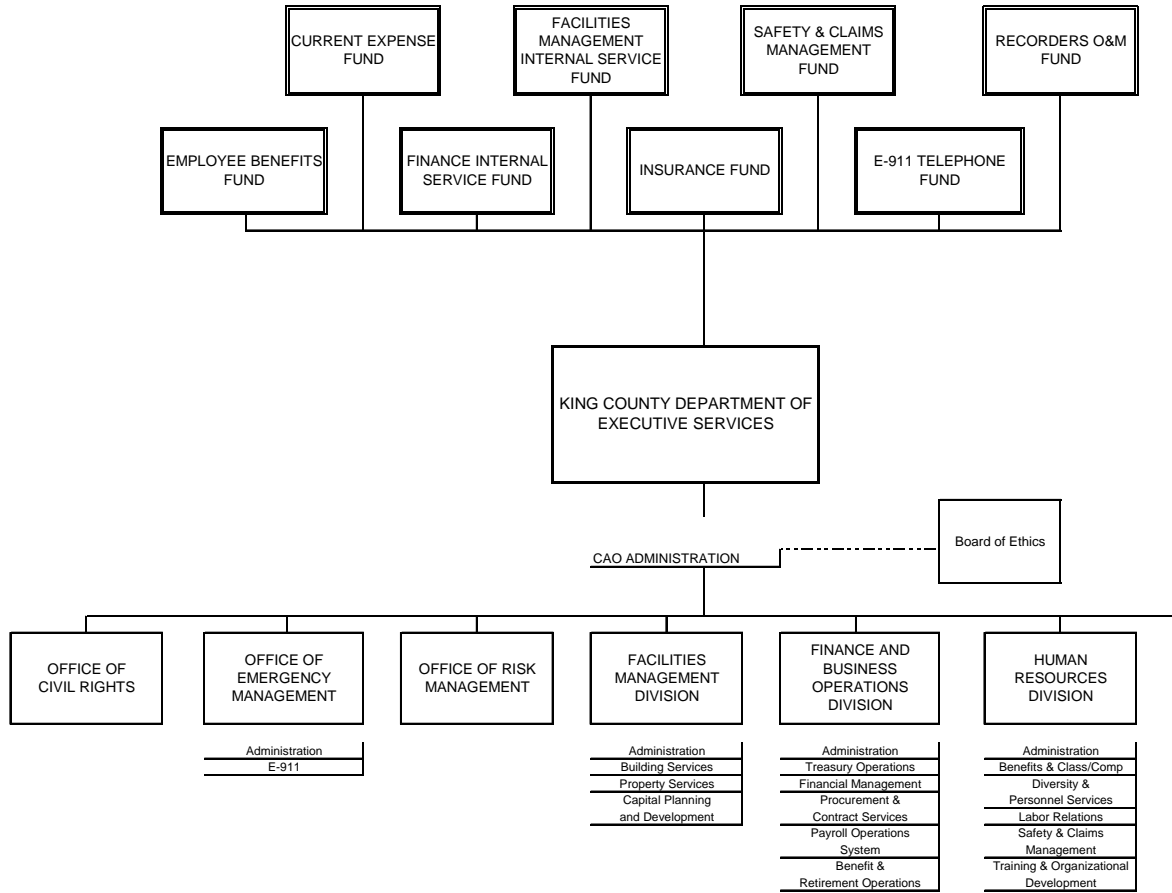 CURRENT EXPENSE
FUND
FACILITIES
MANAGEMENT
INTERNAL SERVICE
FUND
SAFETY & CLAIMS
MANAGEMENT
FUND
RECORDERS O&M
FUND
EMPLOYEE BENEFITS
FUND
FINANCE INTERNAL
SERVICE FUND
INSURANCE FUND
E-911 TELEPHONE
FUND
KING COUNTY DEPARTMENT OF
EXECUTIVE SERVICES
CAO ADMINISTRATION
Board of Ethics
OFFICE OF
CIVIL RIGHTS
OFFICE OF
EMERGENCY
MANAGEMENT
Administration
E-911
OFFICE OF RISK
MANAGEMENT
FACILITIES
MANAGEMENT
DIVISION
Administration
Building Services
Property Services
Capital Planning
and Development
FINANCE AND
BUSINESS
OPERATIONS
DIVISION
Administration
Treasury Operations
Financial Management
Procurement &
Contract Services
Payroll Operations
System
Benefit &
Retirement Operations
HUMAN
RESOURCES
DIVISION
Administration
Benefits & Class/Comp
Diversity &
Personnel Services
Labor Relations
Safety & Claims
Management
Training & Organizational
Development